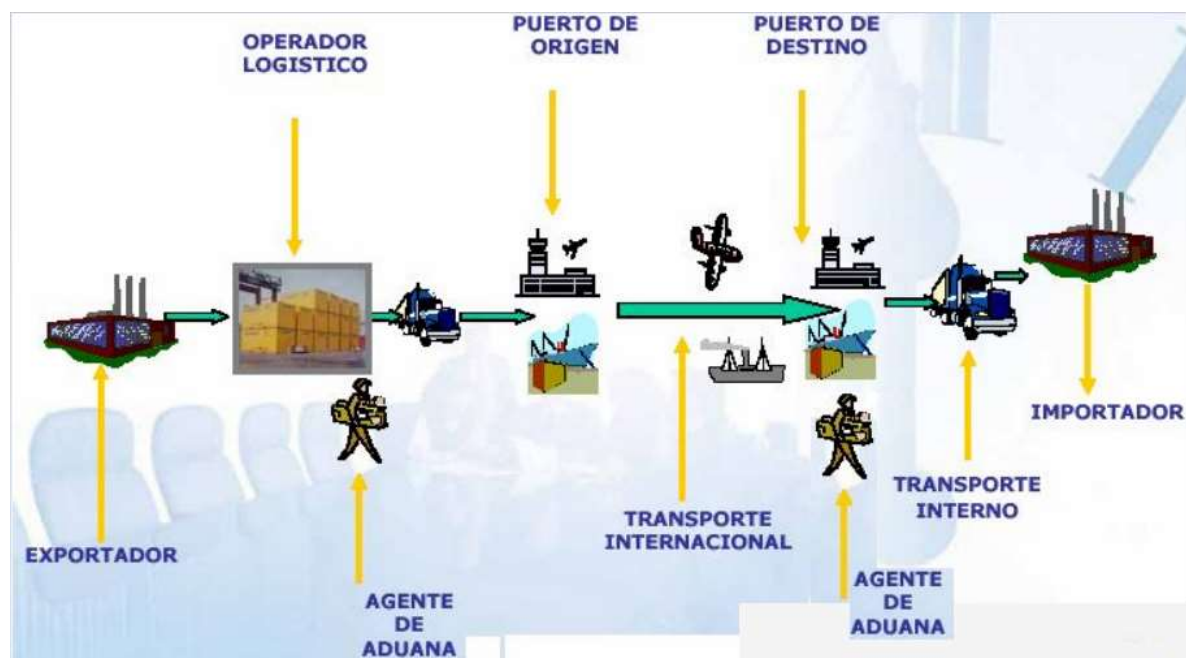 OPERADOR
LOGISTICO
PUERTO DE
ORIGEN
PUERTO DE
DESTINO
EXPORTADOR
AGENTE
DE
ADUANA
TRANSPORTE
INTERNACIONAL
AGENTE
DE
ADUANA
TRANSPORTE
INTERNO
IMPORTADOR